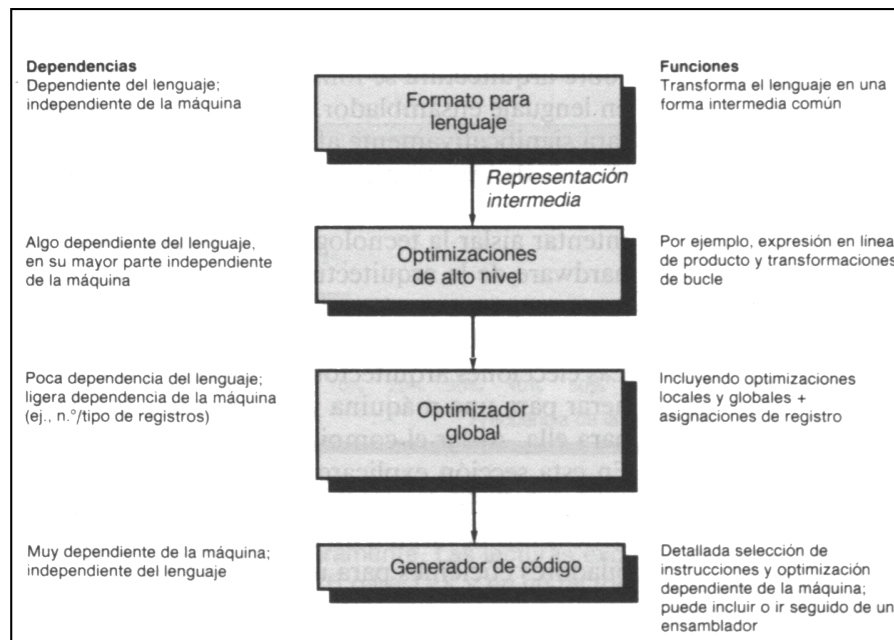 Dependencias
Dependiente del lenguaje;
independiente de la máquina
Formato para
lenguaje
Funciones
Transforma el lenguaje en una
forma intermedia común
Representación
intermedia
Algo dependiente del lenguaje,
en su mayor parte independiente
de la máquina
Optimizaciones
de alto nivel
Por ejemplo, expresión en línea
de producto y transformaciones
de bucle
Poca dependencia del lenguaje;
ligera dependencia de la máquina
(ej., n.°/tipo de registros)
Optimizador
global
Incluyendo optimizaciones
locales y globales +
asignaciones de registro
Muy dependiente de la máquina;
independiente del lenguaje
Generador de código
Detallada selección de
instrucciones y optimización
dependiente de la máquina;
puede incluir o ir seguido de un
ensamblador